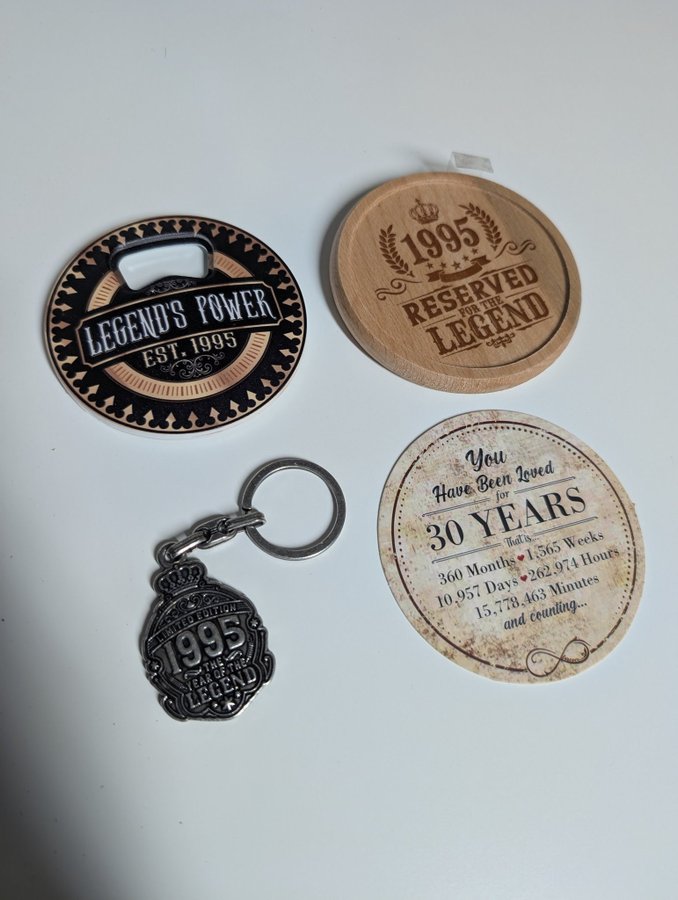 LEGEND'S POWER
EST. 1995
1995
RESERVED
FOR THE
LEGEND
LIMITED EDITION
1995
THE
YEAR OF THE
LEGEND
You
Have Been Loved
for
30 YEARS
That is...
360 Months ♥ 1,565 Weeks
10,957 Days ♥ 262,974 Hours
15,778,463 Minutes
and counting...